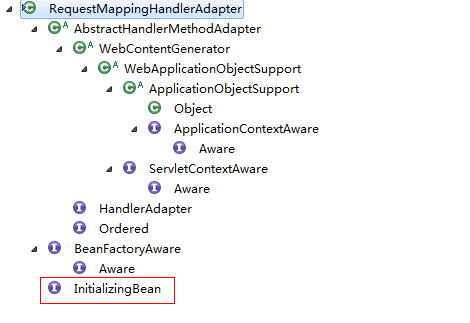 RequestMappingHandlerAdapter
A AbstractHandlerMethodAdapter
A WebContentGenerator
A WebApplicationObjectSupport
A ApplicationObjectSupport
Object
ApplicationContextAware
Aware
ServletContextAware
Aware
HandlerAdapter
Ordered
BeanFactoryAware
Aware
InitializingBean